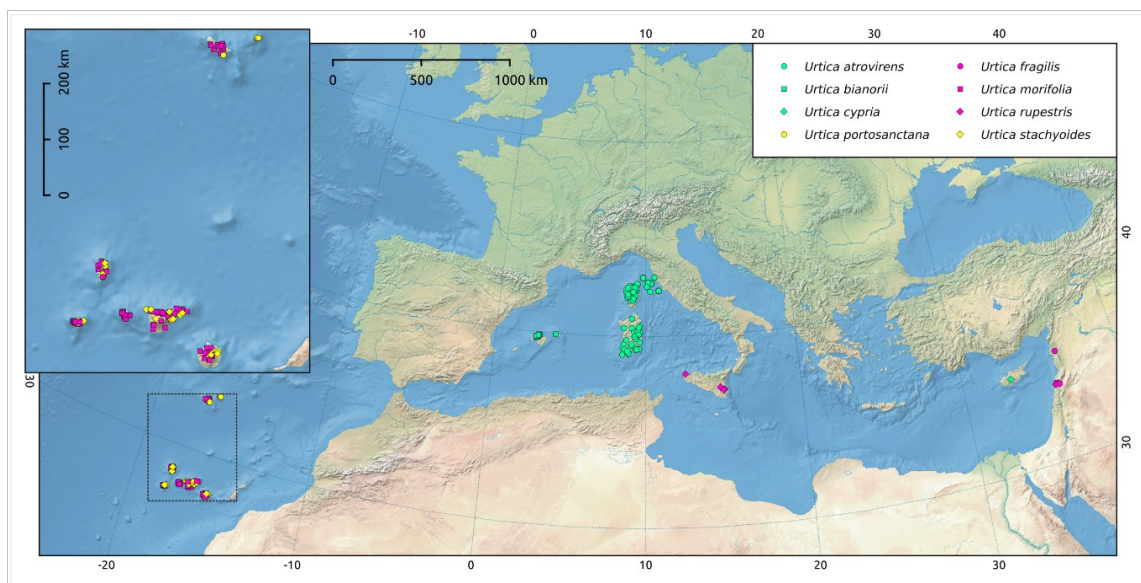 -10
0
10
20
30
40
200 km
100
0
0
500
1000 km
Urtica atrovirens
Urtica fragilis
Urtica bianorii
Urtica morifolia
Urtica cypria
Urtica rupestris
Urtica portosanctana
Urtica stachyoides
40
30
30
-20
-10
0
10
20
30